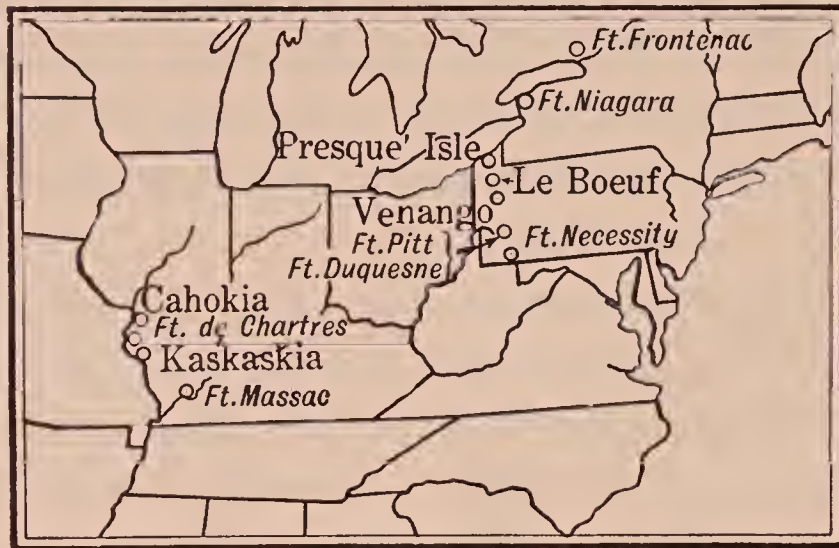 Ft.Frontenac
Ft.Niagara
Presque' Isle
Le Boeuf
Venango
Ft.Pitt
Ft.Necessity
Ft.Duquesne
Cahokia
Ft. de Chartres
Kaskaskia
Ft.Massac